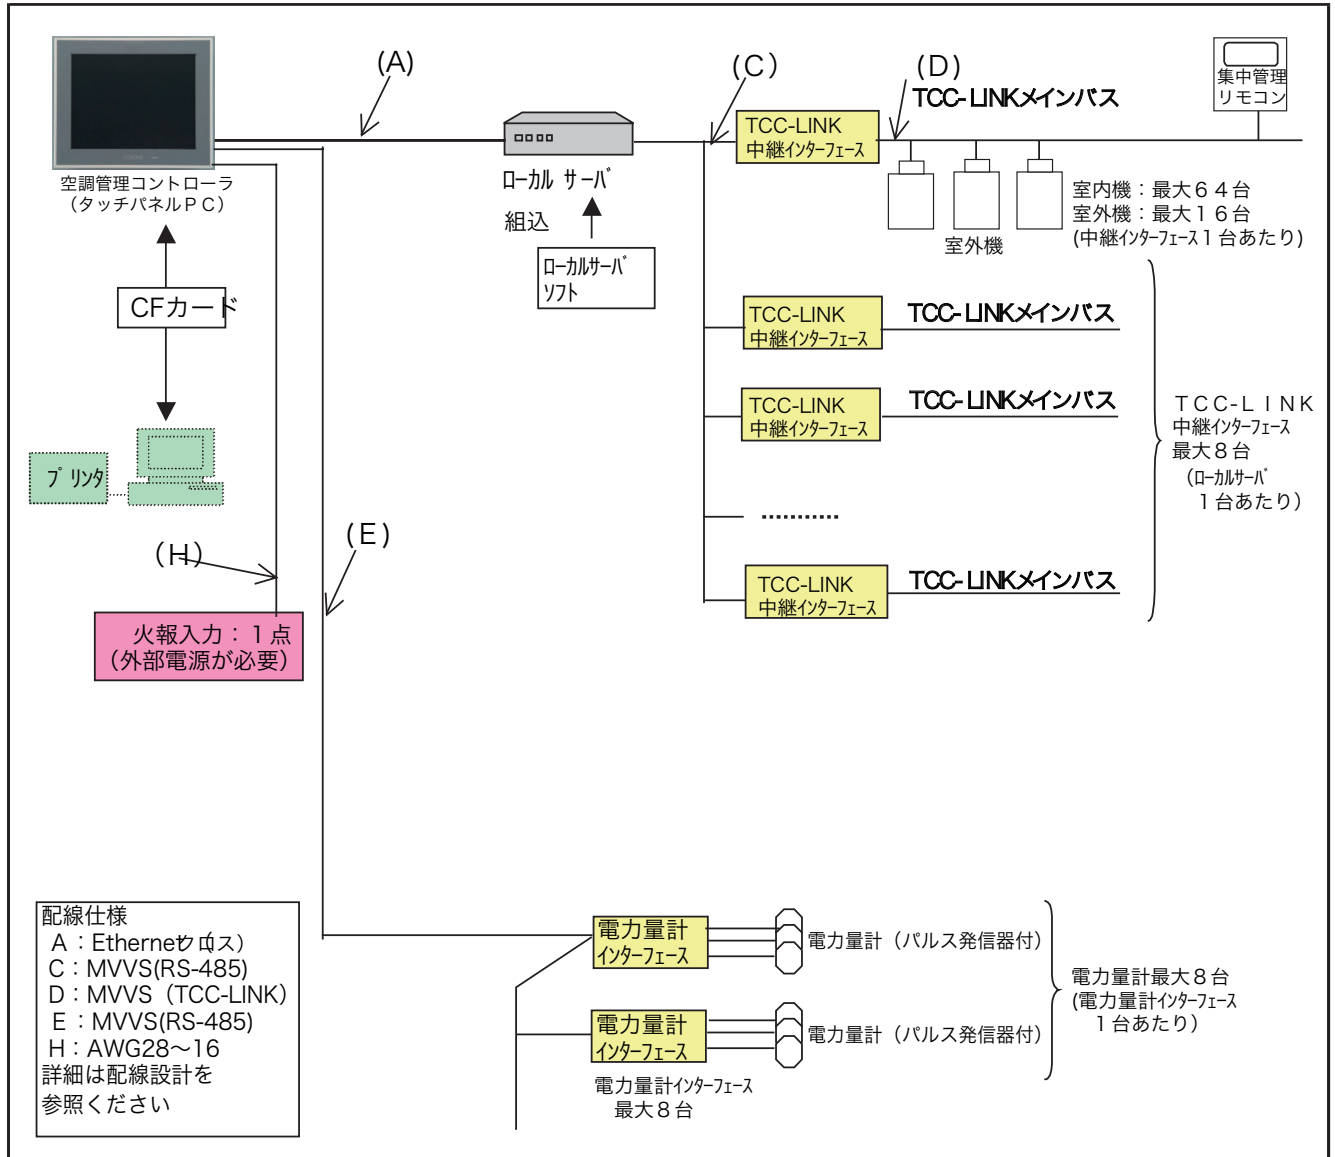 (A)
(C)
(D)
TCC-LINKメインバス
集中管理
リモコン
TCC-LINK
中継インターフェース
空調管理コントローラ
（タッチパネルＰＣ）
ローカル サーバ
組込
ローカルサーバ
ソフト
室内機：最大６４台
室外機：最大１６台
(中継インターフェース１台あたり)
室外機
CFカード
TCC-LINK
中継インターフェース
TCC-LINKメインバス
TCC-LINK
中継インターフェース
TCC-LINKメインバス
ＴＣＣ-ＬＩＮＫ
中継インターフェース
最大８台
（ローカルサーバ
１台あたり）
プリンタ
(E)
（H）
TCC-LINK
中継インターフェース
TCC-LINKメインバス
火報入力：１点
（外部電源が必要）
配線仕様
A：Ethernet(クロス)
C：MVVS(RS-485)
D：MVVS（TCC-LINK）
E：MVVS(RS-485)
H：AWG28～16
詳細は配線設計を
参照ください
電力量計
インターフェース
電力量計（パルス発信器付）
電力量計
インターフェース
電力量計（パルス発信器付）
電力量計インターフェース
最大８台
電力量計最大８台
(電力量計インターフェース
１台あたり）